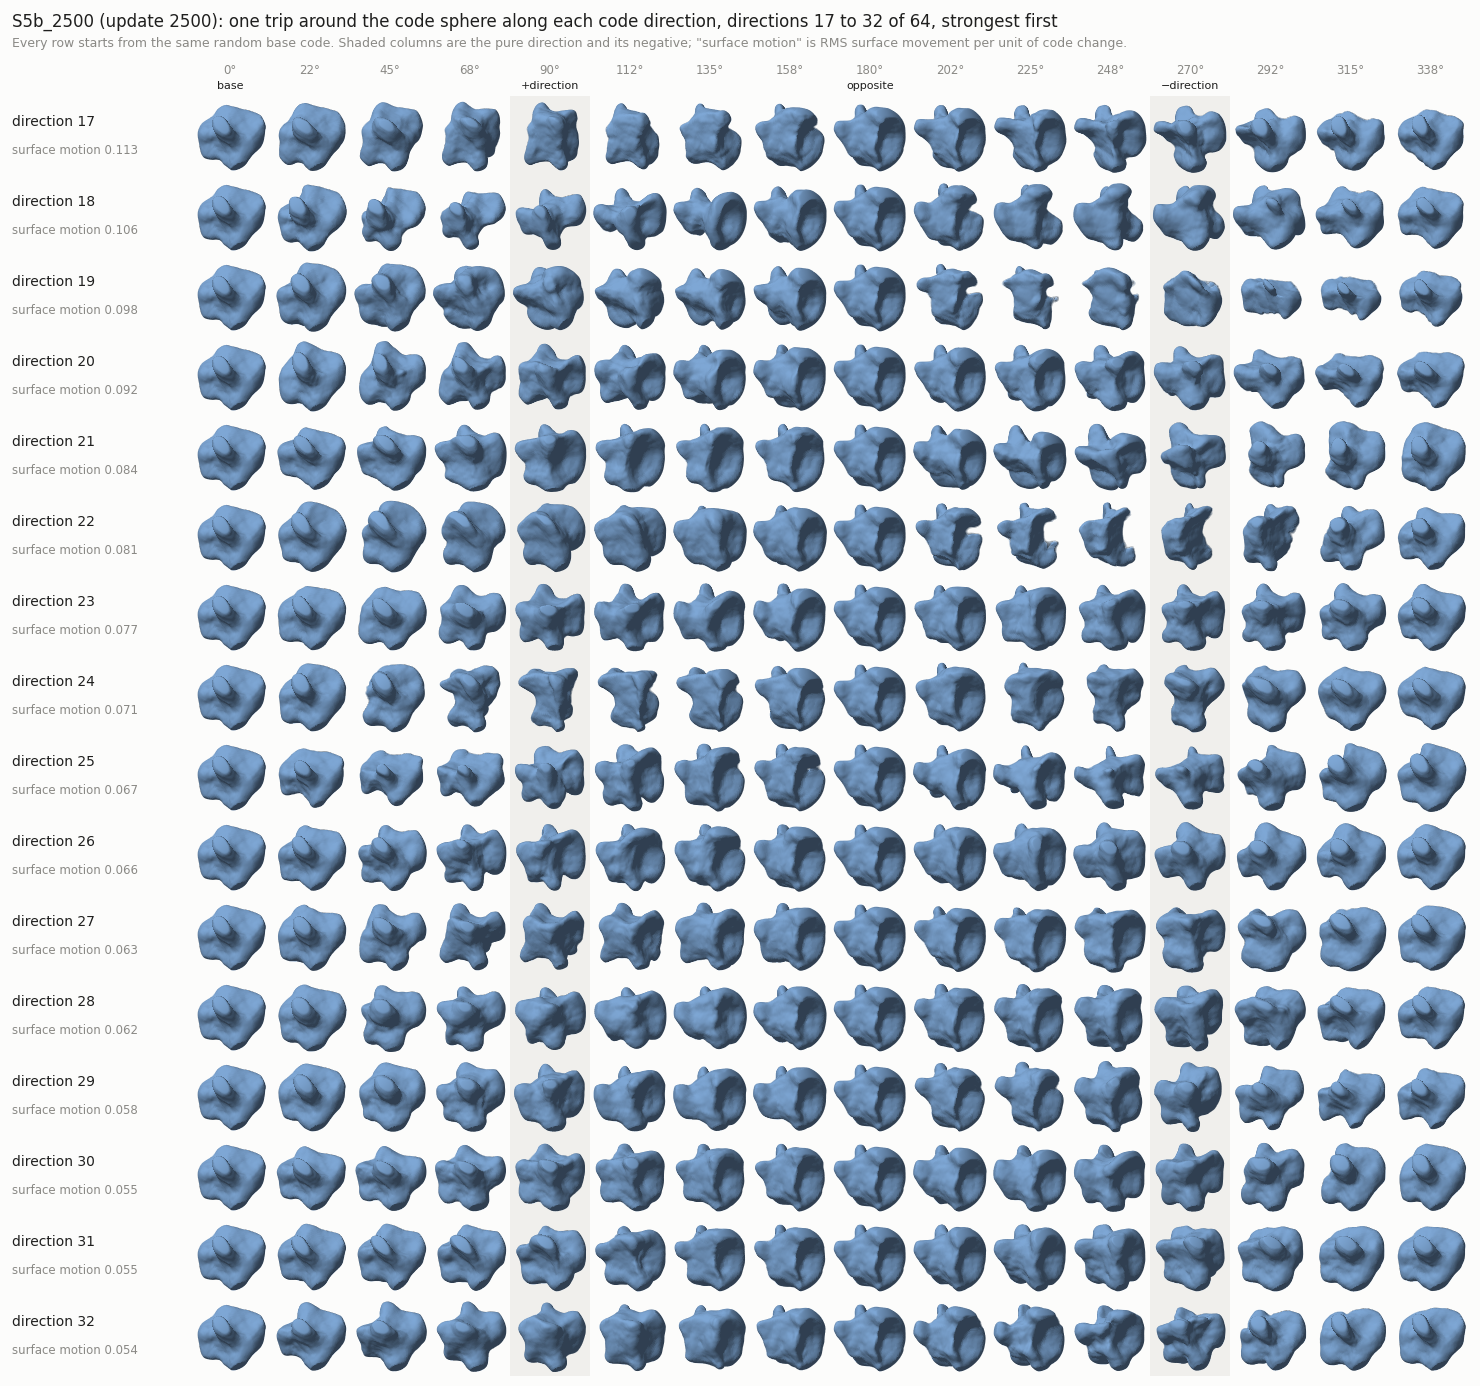 S5b_2500 (update 2500): one trip around the code sphere along each code direction, directions 17 to 32 of 64, strongest first
Every row starts from the same random base code. Shaded columns are the pure direction and its negative; "surface motion" is RMS surface movement per unit of code change.
0° 22° 45° 68° 90° 112° 135° 158° 180° 202° 225° 248° 270° 292° 315° 338°
base +direction opposite −direction
direction 17
surface motion 0.113
direction 18
surface motion 0.106
direction 19
surface motion 0.098
direction 20
surface motion 0.092
direction 21
surface motion 0.084
direction 22
surface motion 0.081
direction 23
surface motion 0.077
direction 24
surface motion 0.071
direction 25
surface motion 0.067
direction 26
surface motion 0.066
direction 27
surface motion 0.063
direction 28
surface motion 0.062
direction 29
surface motion 0.058
direction 30
surface motion 0.055
direction 31
surface motion 0.055
direction 32
surface motion 0.054